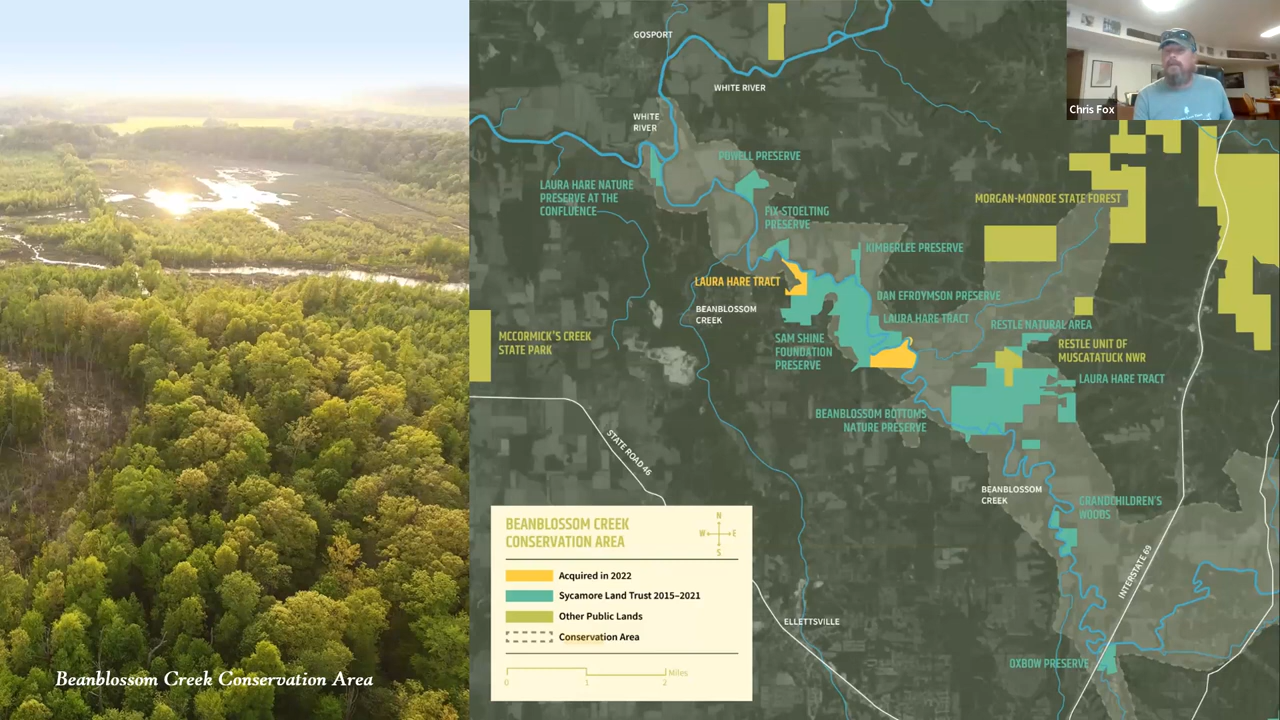 Beanblossom Creek Conservation Area
GOSPORT
WHITE RIVER
WHITE
RIVER
Chris Fox
POWELL PRESERVE
LAURA HARE NATURE
PRESERVE AT THE
CONFLUENCE
FIX-STOELTING
PRESERVE
MORGAN-MONROE STATE FOREST
KIMBERLEE PRESERVE
LAURA HARE TRACT
BEANBLOSSOM
CREEK
DAN EFROYMSON PRESERVE
LAURA HARE TRACT
RESTLE NATURAL AREA
MCCORMICK'S CREEK
STATE PARK
SAM SHINE
FOUNDATION
PRESERVE
RESTLE UNIT OF
MUSCATATUCK NWR
LAURA HARE TRACT
BEANBLOSSOM BOTTOMS
NATURE PRESERVE
STATE ROAD 46
BEANBLOSSOM
CREEK
GRANDCHILDREN'S
WOODS
INTERSTATE 69
ELLETTSVILLE
OXBOW PRESERVE
BEANBLOSSOM CREEK
CONSERVATION AREA
N
W E
S
Acquired in 2022
Sycamore Land Trust 2015–2021
Other Public Lands
Conservation Area
Miles
0 1 2